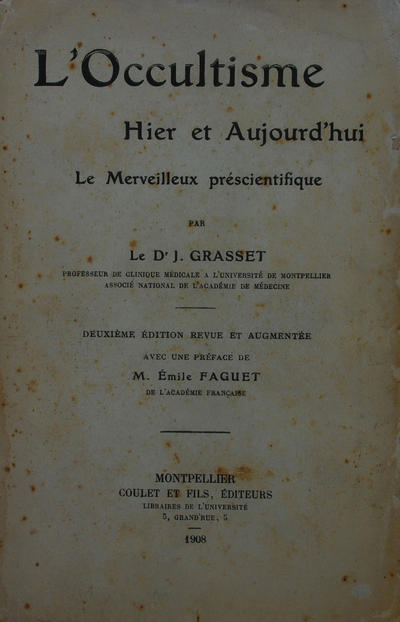 L'Occultisme
Hier et Aujourd'hui
Le Merveilleux préscientifique
PAR
Le Dr J. GRASSET
PROFESSEUR DE CLINIQUE MÉDICALE A L'UNIVERSITÉ DE MONTPELLIER
ASSOCIÉ NATIONAL DE L'ACADÉMIE DE MÉDECINE
DEUXIÈME ÉDITION REVUE ET AUGMENTÉE
AVEC UNE PRÉFACE DE
M. Émile FAGUET
DE L'ACADÉMIE FRANÇAISE
MONTPELLIER
COULET ET FILS, ÉDITEURS
LIBRAIRES DE L'UNIVERSITÉ
5, GRAND'RUE, 5
1908